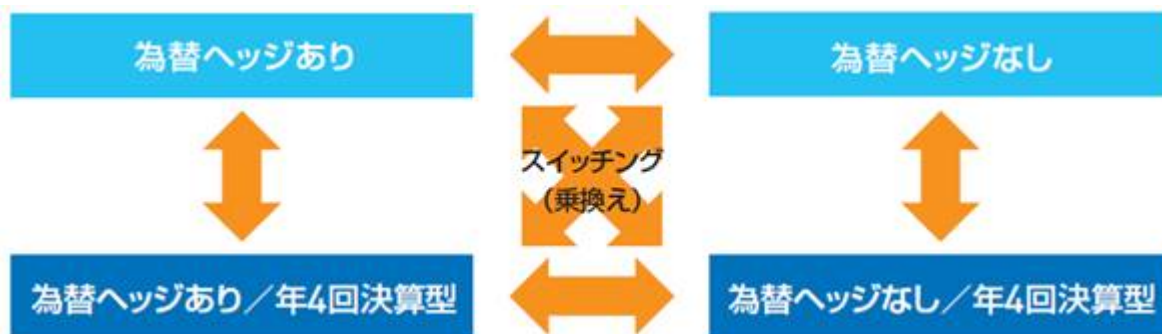 為替ヘッジあり
為替ヘッジなし
スイッチング
(乗換え)
為替ヘッジあり／年4回決算型
為替ヘッジなし／年4回決算型